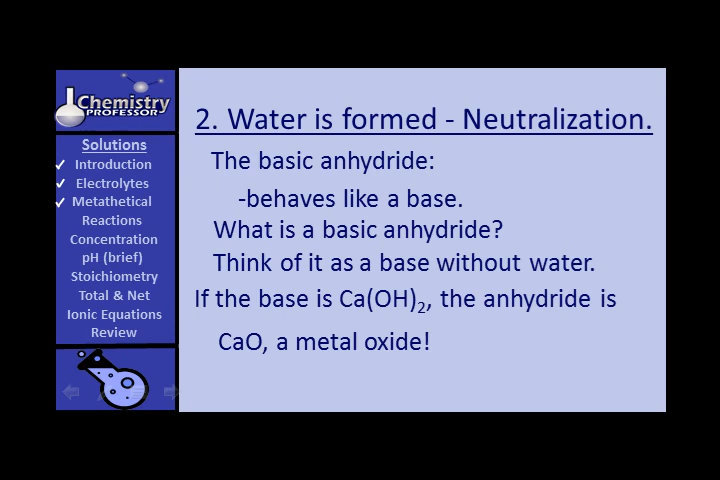 Chemistry
PROFESSOR
Solutions
✓ Introduction
✓ Electrolytes
✓ Metathetical
Reactions
Concentration
pH (brief)
Stoichiometry
Total & Net
Ionic Equations
Review
2. Water is formed - Neutralization.
The basic anhydride:
-behaves like a base.
What is a basic anhydride?
Think of it as a base without water.
If the base is Ca(OH)₂, the anhydride is
CaO, a metal oxide!